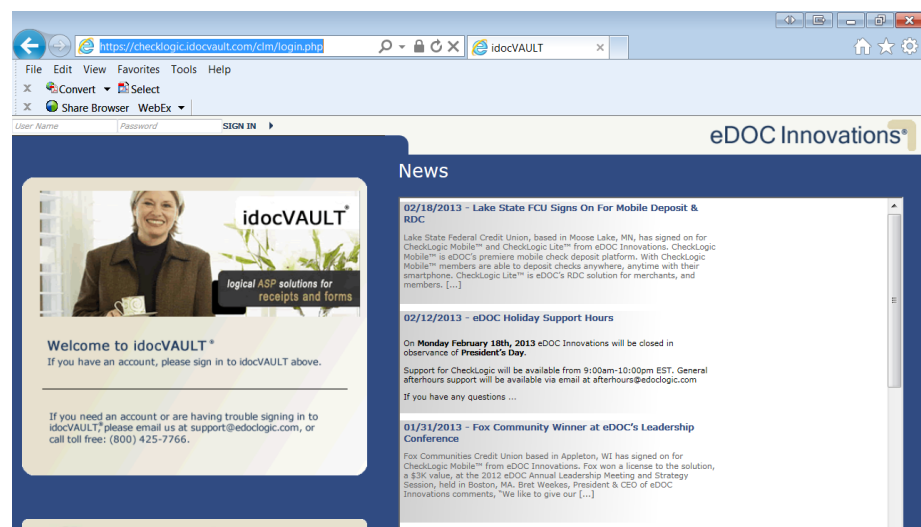 https://checklogic.idocvault.com/clm/login.php
idocVAULT
File Edit View Favorites Tools Help
x Convert Select
x Share Browser WebEx
User Name Password SIGN IN
eDOC Innovations®
News
idocVAULT®
logical ASP solutions for
receipts and forms
Welcome to idocVAULT®
If you have an account, please sign in to idocVAULT above.
If you need an account or are having trouble signing in to
idocVAULT,® please email us at support@edoclogic.com, or
call toll free: (800) 425-7766.
02/18/2013 - Lake State FCU Signs On For Mobile Deposit &
RDC
Lake State Federal Credit Union, based in Moose Lake, MN, has signed on for
CheckLogic Mobile™ and CheckLogic Lite™ from eDOC Innovations. CheckLogic
Mobile™ is eDOC's premiere mobile check deposit platform. With CheckLogic
Mobile™ members are able to deposit checks anywhere, anytime with their
smartphone. CheckLogic Lite™ is eDOC's RDC solution for merchants, and
members. [...]
02/12/2013 - eDOC Holiday Support Hours
On Monday February 18th, 2013 eDOC Innovations will be closed in
observance of President's Day.
Support for CheckLogic will be available from 9:00am-10:00pm EST. General
afterhours support will be available via email at afterhours@edoclogic.com
If you have any questions ...
01/31/2013 - Fox Community Winner at eDOC's Leadership
Conference
Fox Communities Credit Union based in Appleton, WI has signed on for
CheckLogic Mobile™ from eDOC Innovations. Fox won a license to the solution,
a $3K value, at the 2012 eDOC Annual Leadership Meeting and Strategy
Session, held in Boston, MA. Bret Weekes, President & CEO of eDOC
Innovations comments, "We like to give our [...]